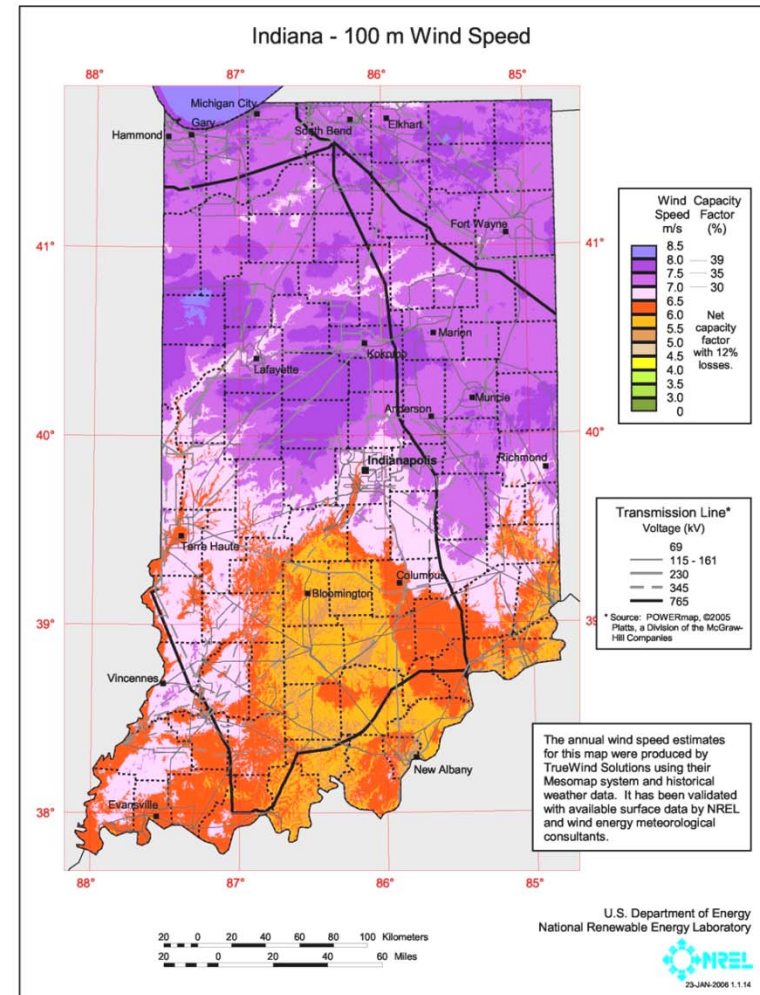 Indiana - 100 m Wind Speed
88° 87° 86° 85°
Michigan City
Gary
Hammond
South Bend
Elkhart
41° 41°
Fort Wayne
Marion
Kokomo
Lafayette
Muncie
Anderson
40° 40°
Indianapolis
Richmond
Terre Haute
Columbus
Bloomington
39° 39
Vincennes
New Albany
38° 38°
Evansville
88° 87° 86° 85°
Wind Capacity
Speed Factor
m/s (%)
8.5
8.0 39
7.5 35
7.0 30
6.5
6.0 Net
5.5 capacity
5.0 factor
4.5 with 12%
4.0 losses.
3.5
3.0
0
Transmission Line*
Voltage (kV)
69
115 - 161
230
345
765
* Source: POWERmap, ©2005
Platts, a Division of the McGraw-
Hill Companies
The annual wind speed estimates
for this map were produced by
TrueWind Solutions using their
Mesomap system and historical
weather data. It has been validated
with available surface data by NREL
and wind energy meteorological
consultants.
20 0 20 40 60 80 100 Kilometers
20 0 20 40 60 Miles
U.S. Department of Energy
National Renewable Energy Laboratory
NREL
23-JAN-2006 1.1.14